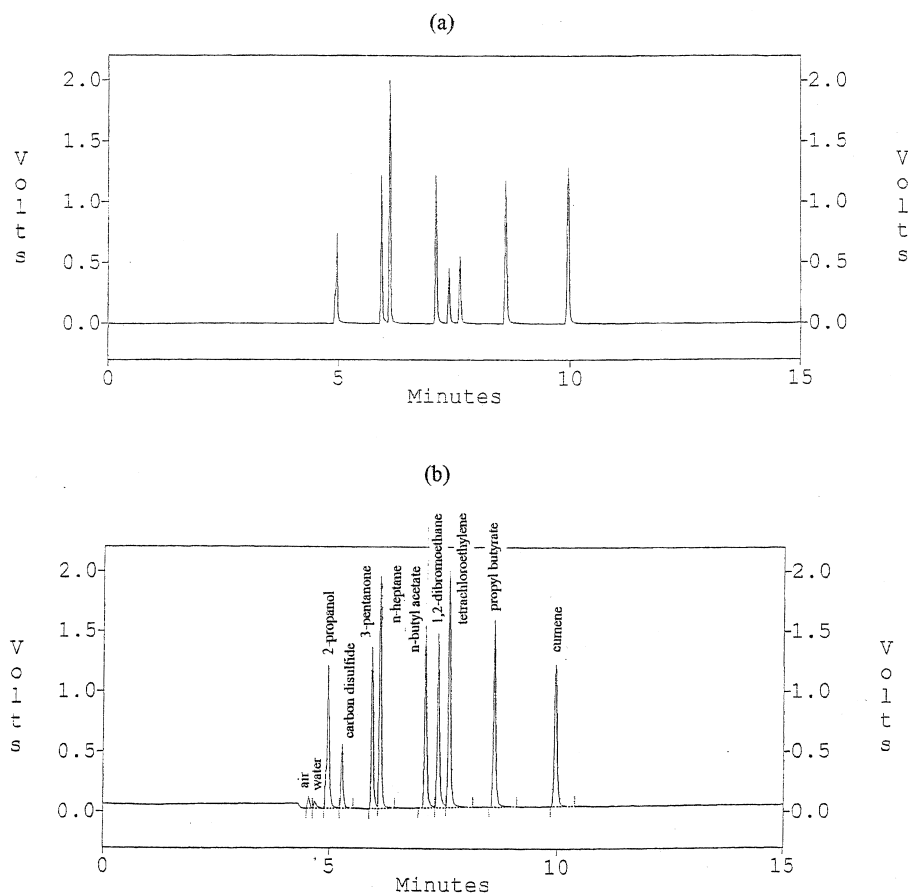 (a)
2.0 2.0
1.5 1.5
1.0 1.0
0.5 0.5
0.0 0.0
Volts
Volts
0 5 10 15
Minutes
(b)
2.0 2.0
1.5 1.5
1.0 1.0
0.5 0.5
0.0 0.0
Volts
Volts
air
water
2-propanol
carbon disulfide
3-pentanone
n-heptane
n-butyl acetate
1,2-dibromoethane
tetrachloroethylene
propyl butyrate
cumene
0 5 10 15
Minutes